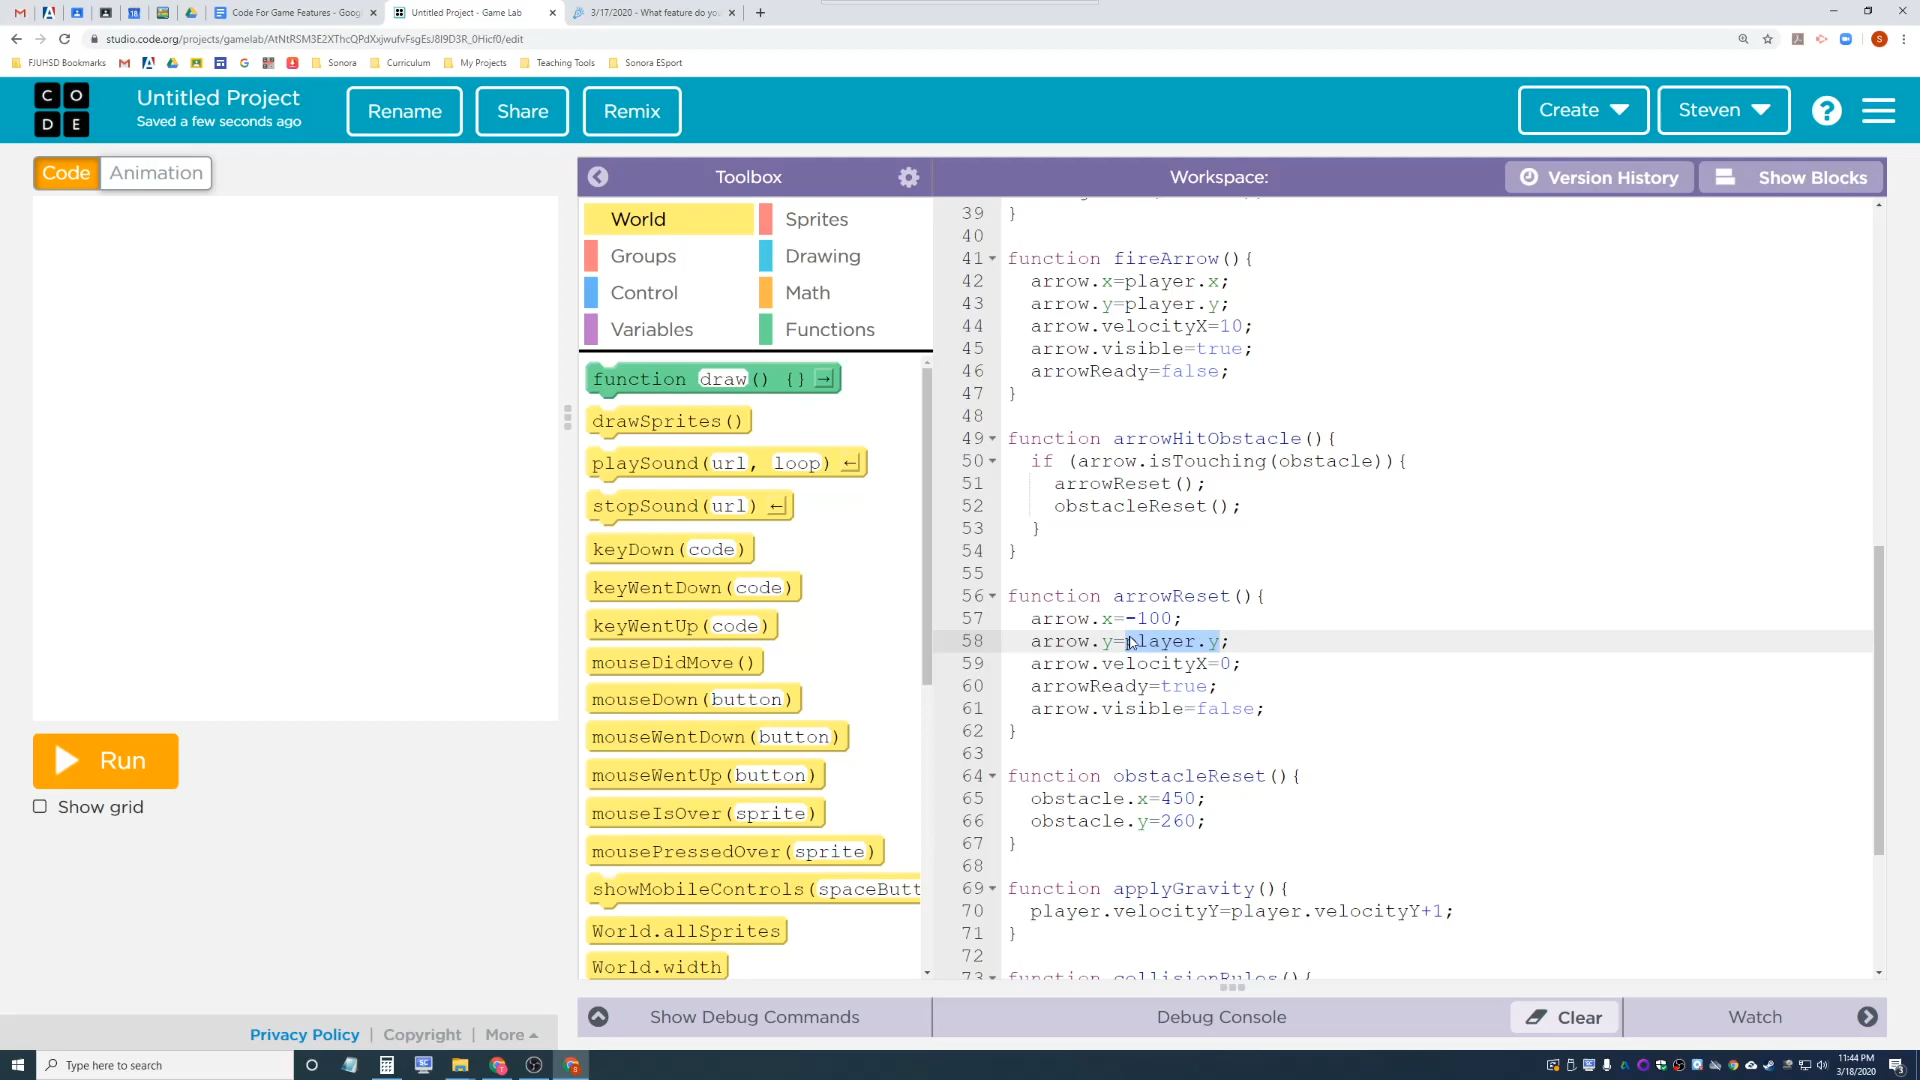 Code For Game Features - Goog
Untitled Project - Game Lab
3/17/2020 - What feature do you
studio.code.org/projects/gamelab/AtNtRSM3E2XThcQPdXxjwufvFsgEsJ8I9D3R_0Hicf0/edit
FJUHSD Bookmarks
Sonora
Curriculum
My Projects
Teaching Tools
Sonora ESport
C O
D E
Untitled Project
Saved a few seconds ago
Rename
Share
Remix
Create
Steven
?
Code
Animation
Toolbox
Workspace:
Version History
Show Blocks
World
Sprites
Groups
Drawing
Control
Math
Variables
Functions
function draw() {}
drawSprites()
playSound(url, loop)
stopSound(url)
keyDown(code)
keyWentDown(code)
keyWentUp(code)
mouseDidMove()
mouseDown(button)
mouseWentDown(button)
mouseWentUp(button)
mouseIsOver(sprite)
mousePressedOver(sprite)
showMobileControls(spaceButt
World.allSprites
World.width
39 }
40
41 function fireArrow(){
42 arrow.x=player.x;
43 arrow.y=player.y;
44 arrow.velocityX=10;
45 arrow.visible=true;
46 arrowReady=false;
47 }
48
49 function arrowHitObstacle(){
50 if (arrow.isTouching(obstacle)){
51 arrowReset();
52 obstacleReset();
53 }
54 }
55
56 function arrowReset(){
57 arrow.x=-100;
58 arrow.y=player.y;
59 arrow.velocityX=0;
60 arrowReady=true;
61 arrow.visible=false;
62 }
63
64 function obstacleReset(){
65 obstacle.x=450;
66 obstacle.y=260;
67 }
68
69 function applyGravity(){
70 player.velocityY=player.velocityY+1;
71 }
72
73 function collisionRules(){
Run
Show grid
Privacy Policy | Copyright | More
Show Debug Commands
Debug Console
Clear
Watch
Type here to search
11:44 PM
3/18/2020